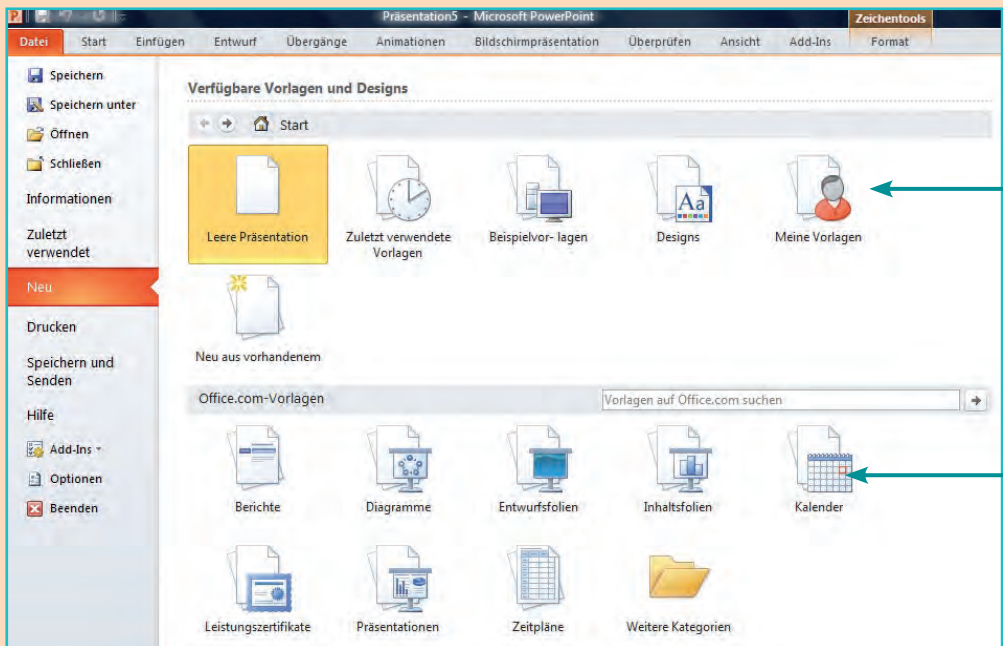 Präsentation5 - Microsoft PowerPoint
Zeichentools
Datei Start Einfügen Entwurf Übergänge Animationen Bildschirmpräsentation Überprüfen Ansicht Add-Ins Format
Speichern
Speichern unter
Öffnen
Schließen
Informationen
Zuletzt
verwendet
Neu
Drucken
Speichern und
Senden
Hilfe
Add-Ins
Optionen
Beenden
Verfügbare Vorlagen und Designs
Start
Leere Präsentation
Zuletzt verwendete
Vorlagen
Beispielvor- lagen
Aa
Designs
Meine Vorlagen
Neu aus vorhandenem
Office.com-Vorlagen
Vorlagen auf Office.com suchen
Berichte
Diagramme
Entwurfsfolien
Inhaltsfolien
Kalender
Leistungszertifikate
Präsentationen
Zeitpläne
Weitere Kategorien